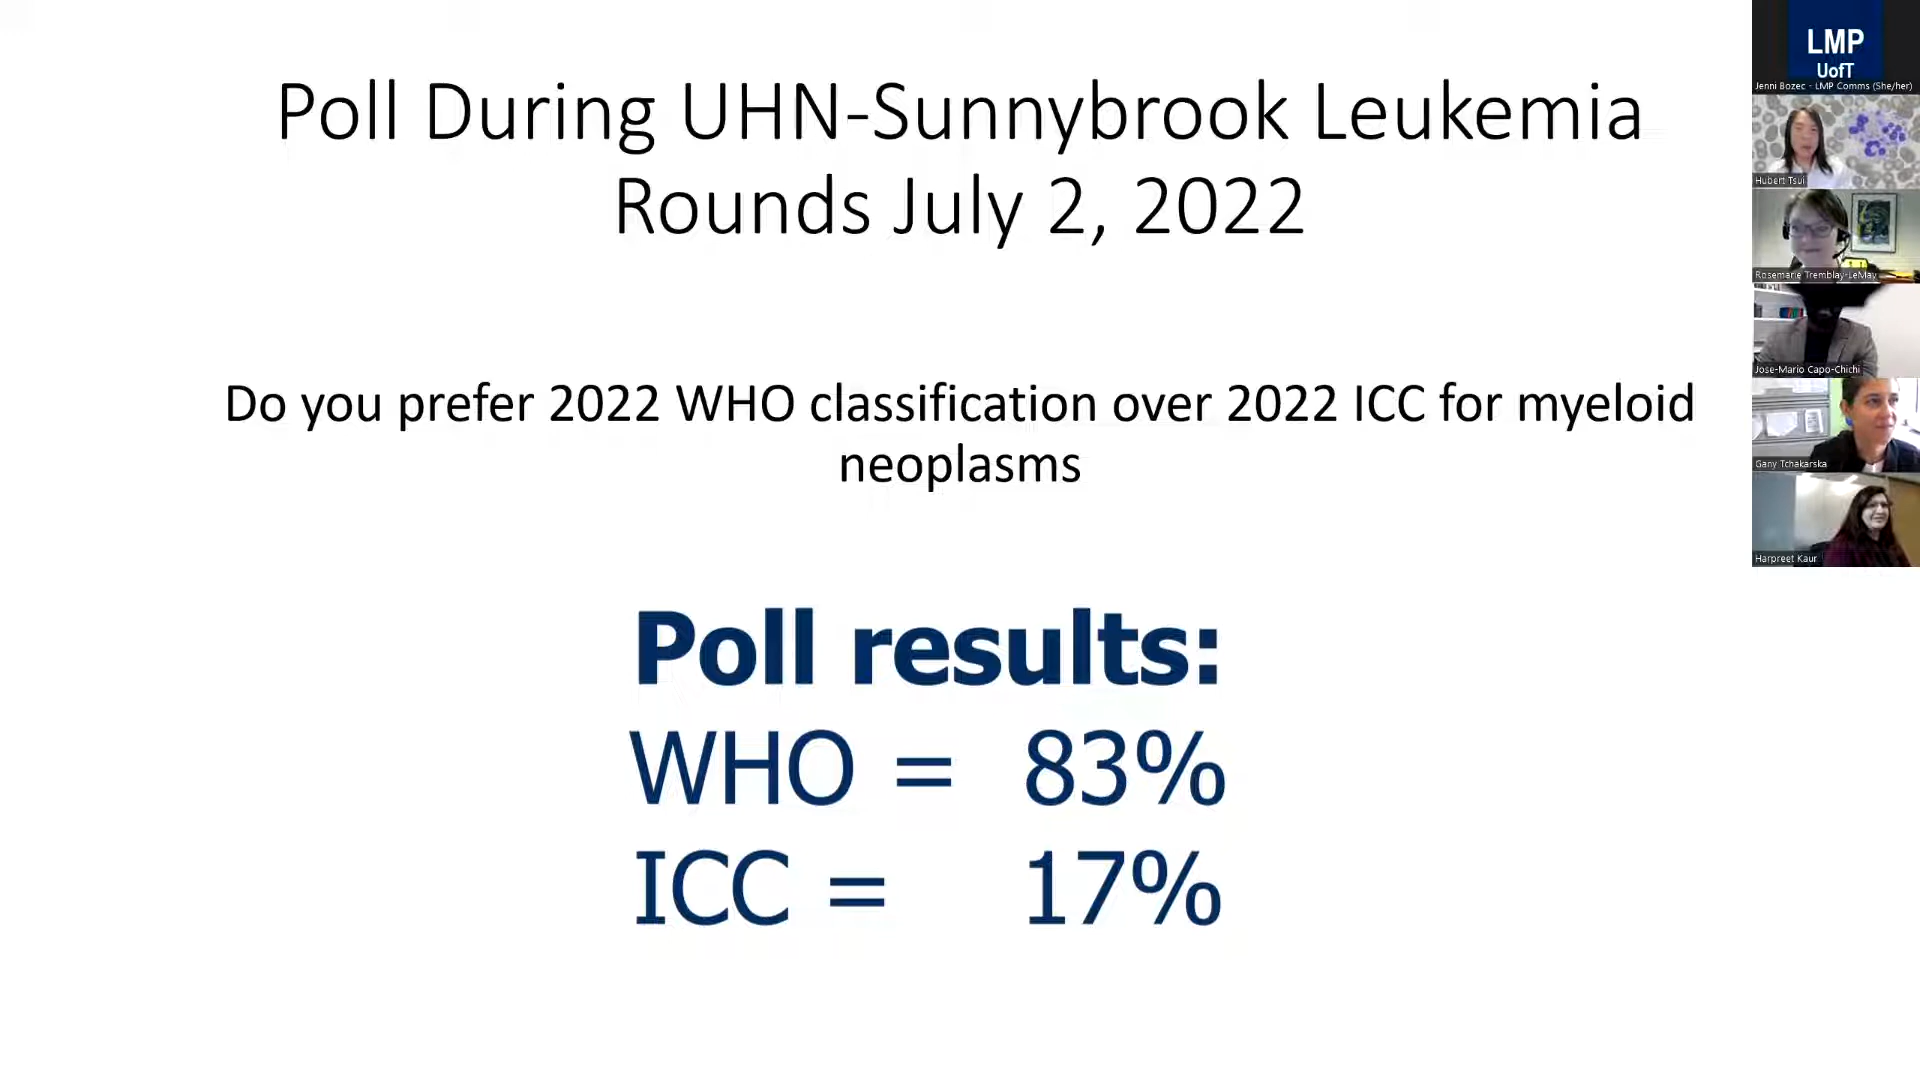 Poll During UHN-Sunnybrook Leukemia
Rounds July 2, 2022
Do you prefer 2022 WHO classification over 2022 ICC for myeloid
neoplasms
Poll results:
WHO = 83%
ICC = 17%
LMP
UofT
Jenni Bozec - LMP Comms (She/her)
Hubert Tsui
Rosemarie Tremblay-LeMay
Jose-Mario Capo-Chichi
Gany Tchakarska
Harpreet Kaur